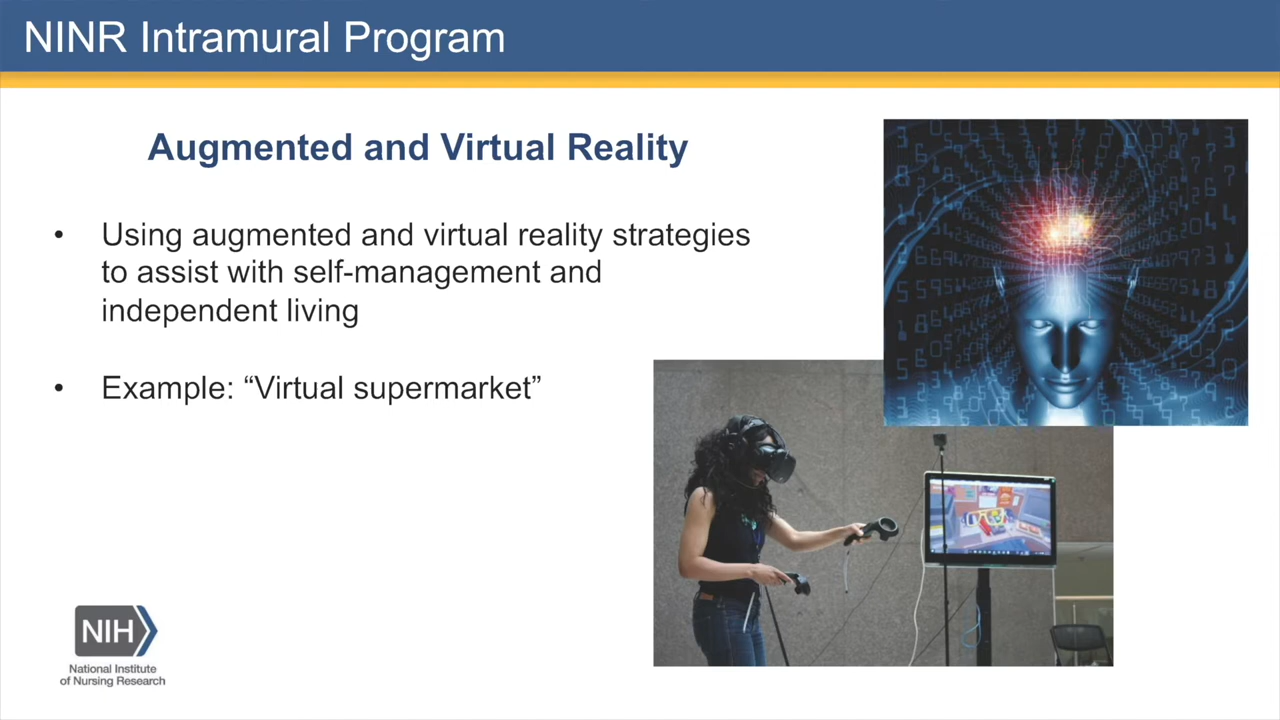 NINR Intramural Program
Augmented and Virtual Reality
• Using augmented and virtual reality strategies
to assist with self-management and
independent living
• Example: “Virtual supermarket”
NIH
National Institute
of Nursing Research